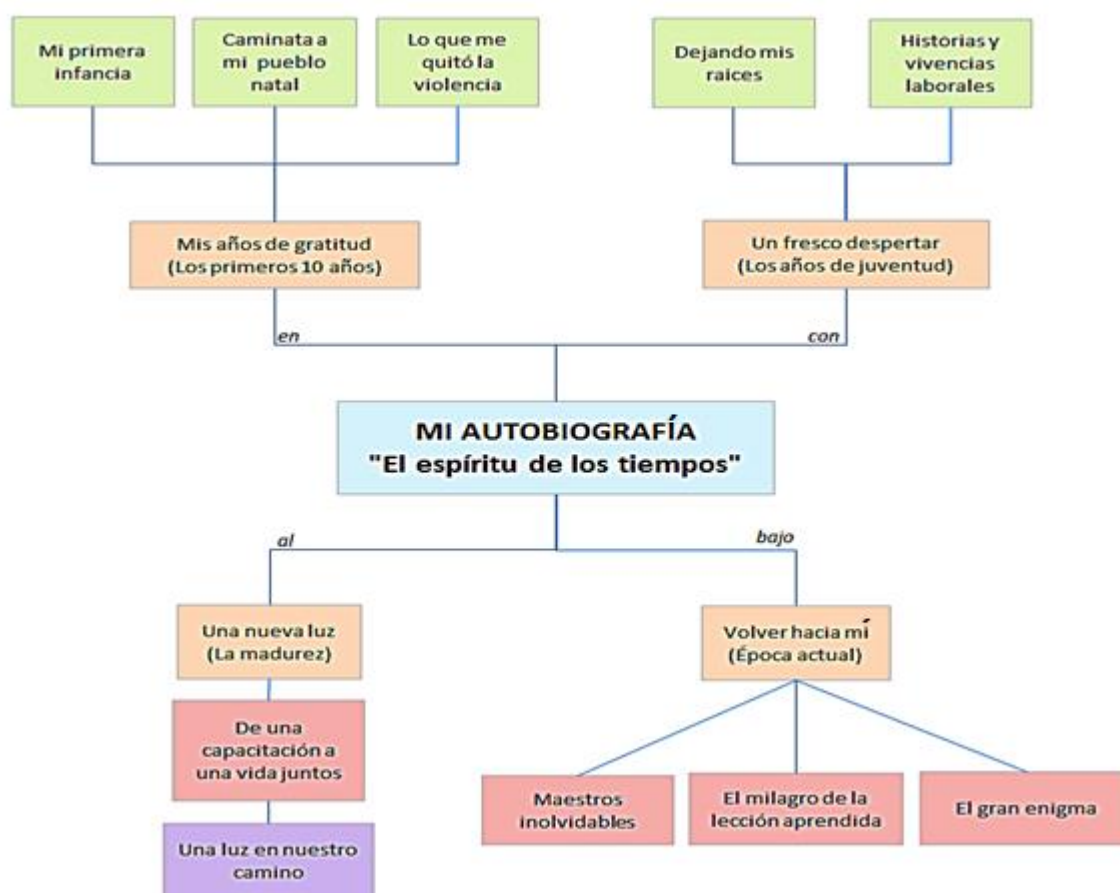 Mi primera
infancia
Caminata a
mi pueblo
natal
Lo que me
quitó la
violencia
Dejando mis
raices
Historias y
vivencias
laborales
Mis años de gratitud
(Los primeros 10 años)
Un fresco despertar
(Los años de juventud)
en
con
MI AUTOBIOGRAFÍA
"El espíritu de los tiempos"
al
bajo
Una nueva luz
(La madurez)
Volver hacia mí
(Época actual)
De una
capacitación a
una vida juntos
Maestros
inolvidables
El milagro de la
lección aprendida
El gran enigma
Una luz en nuestro
camino